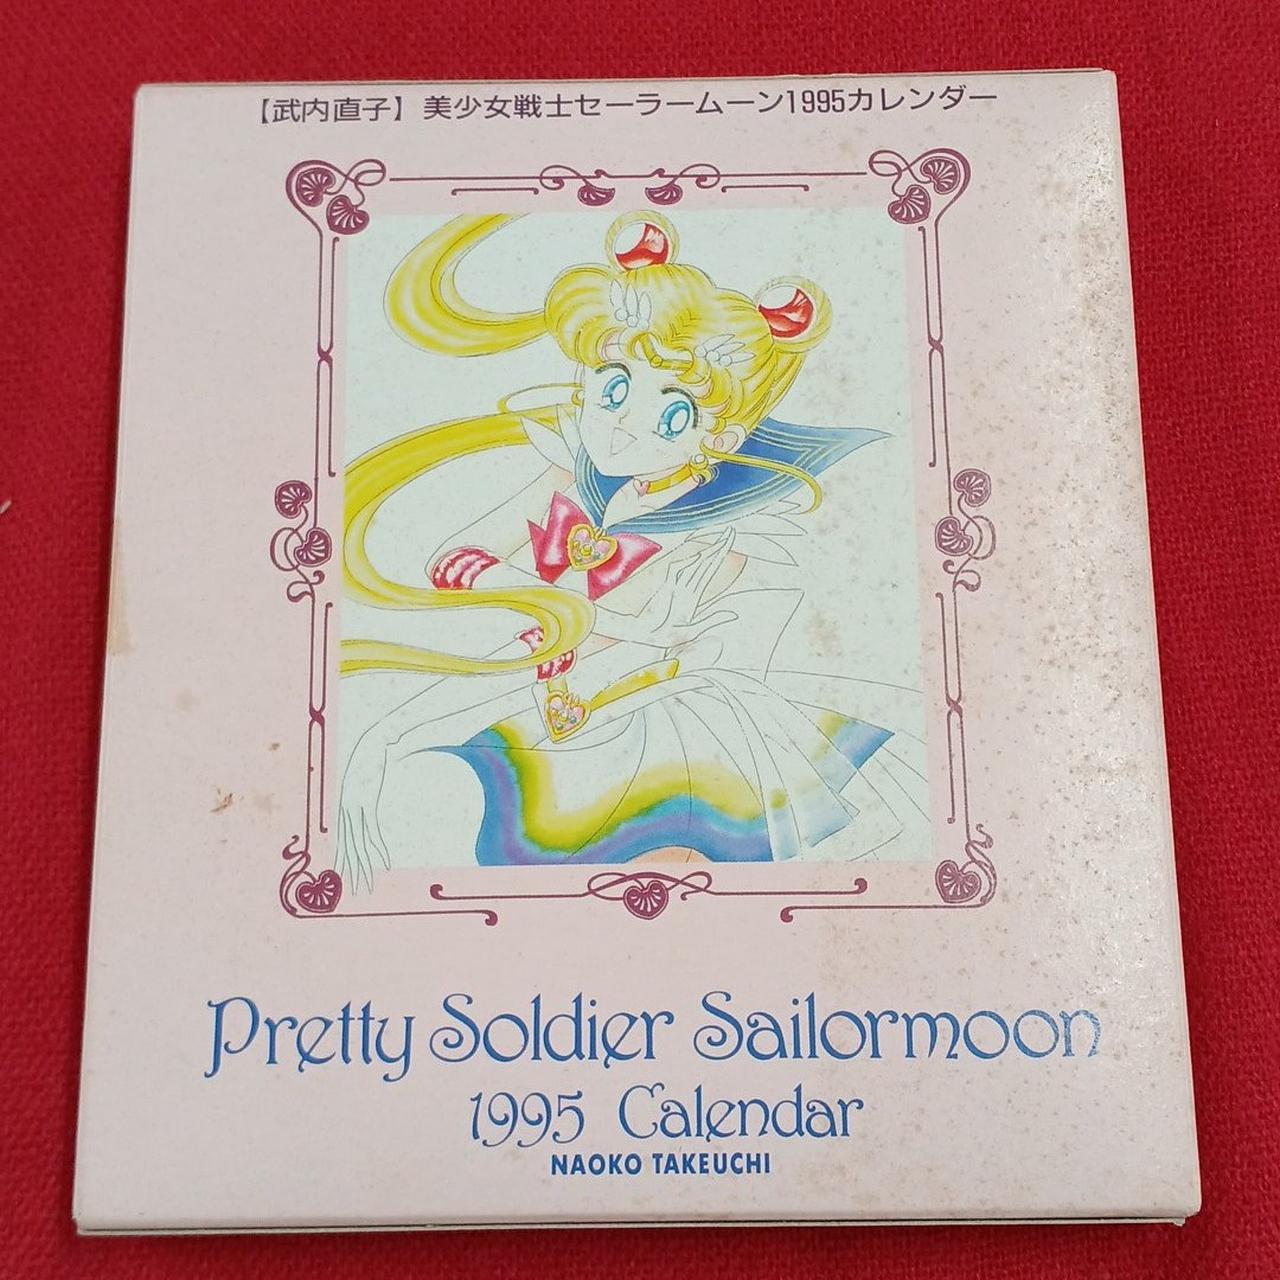 【武内直子】美少女戦士セーラームーン1995カレンダー
Pretty Soldier Sailormoon
1995 Calendar
NAOKO TAKEUCHI